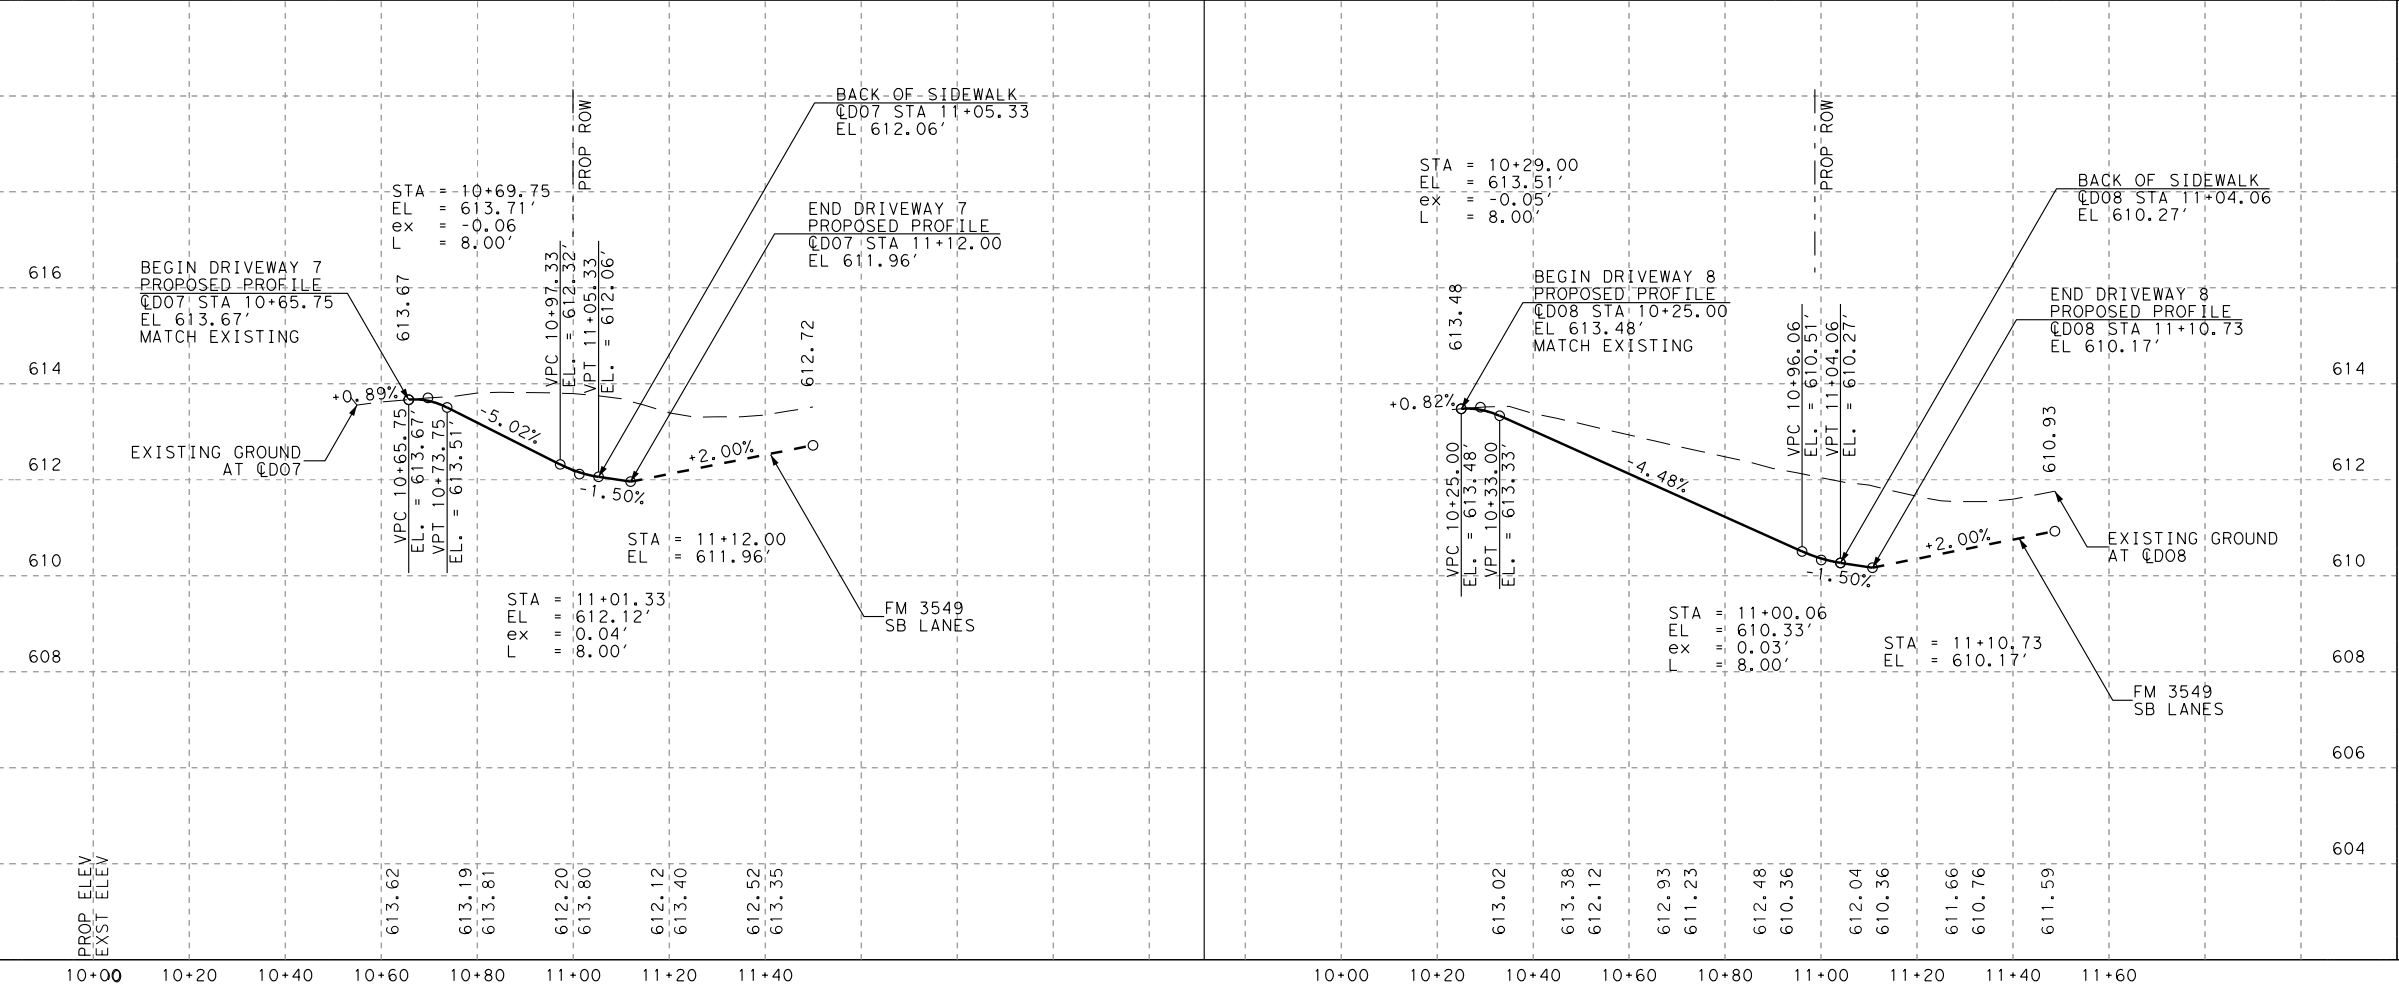 BACK OF SIDEWALK
℄D07 STA 11+05.33
EL 612.06'
PROP ROW
STA = 10+69.75
EL = 613.71'
ex = -0.06
L = 8.00'
END DRIVEWAY 7
PROPOSED PROFILE
℄D07 STA 11+12.00
EL 611.96'
BEGIN DRIVEWAY 7
PROPOSED PROFILE
℄D07 STA 10+65.75
EL 613.67'
MATCH EXISTING
613.67
VPC 10+97.33
EL. = 612.32'
VPT 11+05.33
EL. = 612.06'
612.72
+0.89%
-5.02%
-1.50%
+2.00%
EXISTING GROUND
AT ℄D07
VPC 10+65.75
EL. = 613.67'
VPT 10+73.75
EL. = 613.51'
STA = 11+12.00
EL = 611.96'
STA = 11+01.33
EL = 612.12'
ex = 0.04'
L = 8.00'
FM 3549
SB LANES
616
614
612
610
608
PROP ELEV
EXST ELEV
613.62
613.19
613.81
612.20
613.80
612.12
613.40
612.52
613.35
10+00
0
10+20
10+40
10+60
10+80
11+00
11+20
11+40
STA = 10+29.00
EL = 613.51'
ex = -0.05'
L = 8.00'
PROP ROW
BACK OF SIDEWALK
℄D08 STA 11+04.06
EL 610.27'
613.48
BEGIN DRIVEWAY 8
PROPOSED PROFILE
℄D08 STA 10+25.00
EL 613.48'
MATCH EXISTING
END DRIVEWAY 8
PROPOSED PROFILE
℄D08 STA 11+10.73
EL 610.17'
VPC 10+96.06
EL. = 610.51'
VPT 11+04.06
EL. = 610.27'
610.93
+0.82%
-4.48%
-1.50%
+2.00%
VPC 10+25.00
EL. = 613.48'
VPT 10+33.00
EL. = 613.33'
EXISTING GROUND
AT ℄D08
STA = 11+00.06
EL = 610.33'
ex = 0.03'
L = 8.00'
STA = 11+10.73
EL = 610.17'
FM 3549
SB LANES
614
612
610
608
606
604
613.02
613.38
612.12
612.93
611.23
612.48
610.36
612.04
610.36
611.66
610.76
611.59
10+00
10+20
10+40
10+60
10+80
11+00
11+20
11+40
11+60